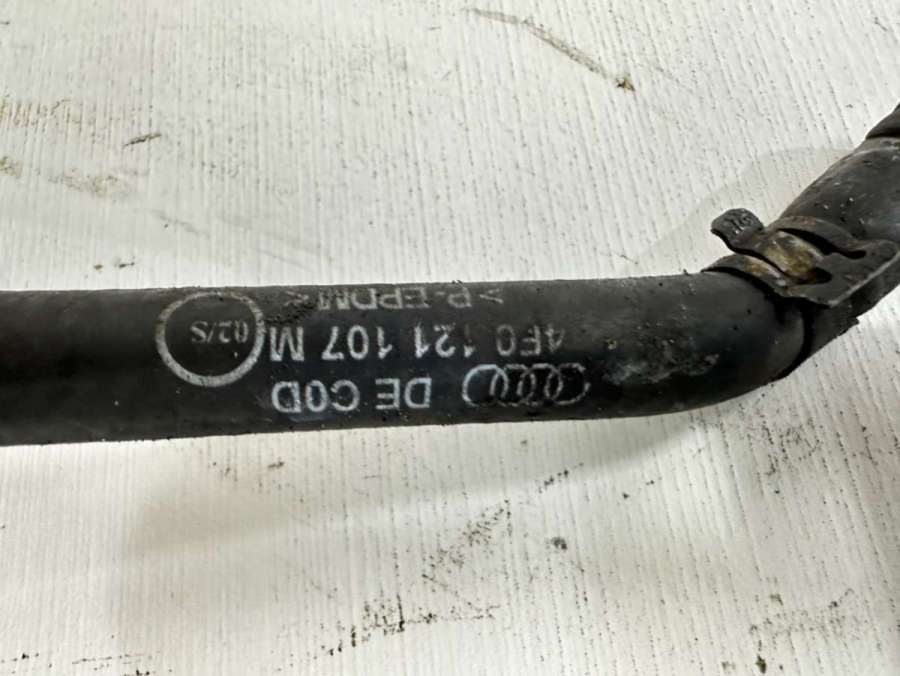 DE COD
4F0 121 107 M
>P-EPDM<
02/S